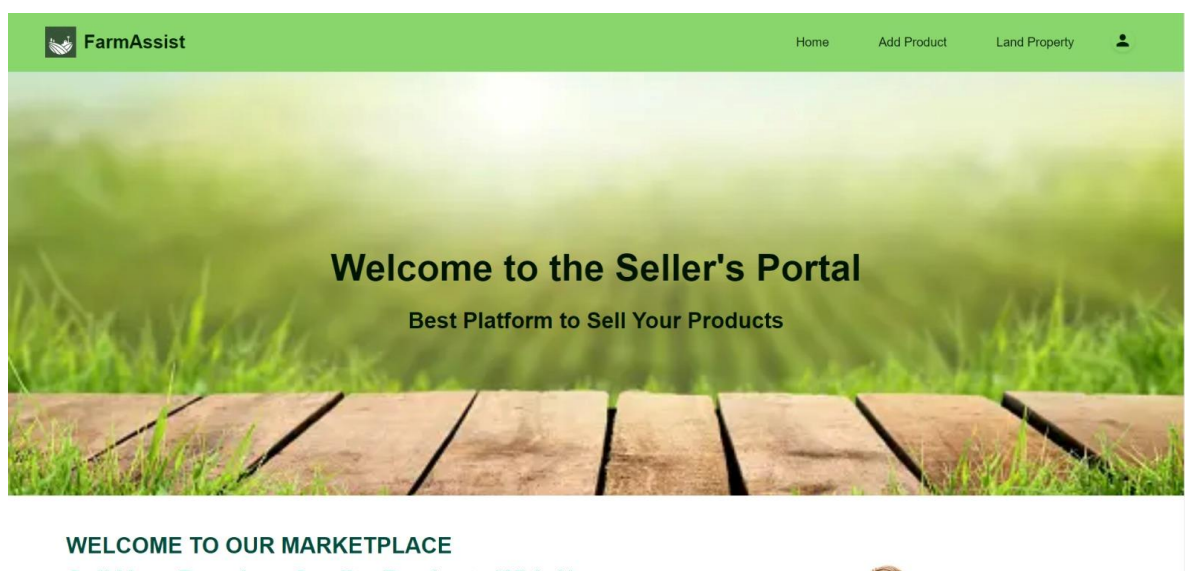 FarmAssist
Home Add Product Land Property
Welcome to the Seller's Portal
Best Platform to Sell Your Products
WELCOME TO OUR MARKETPLACE